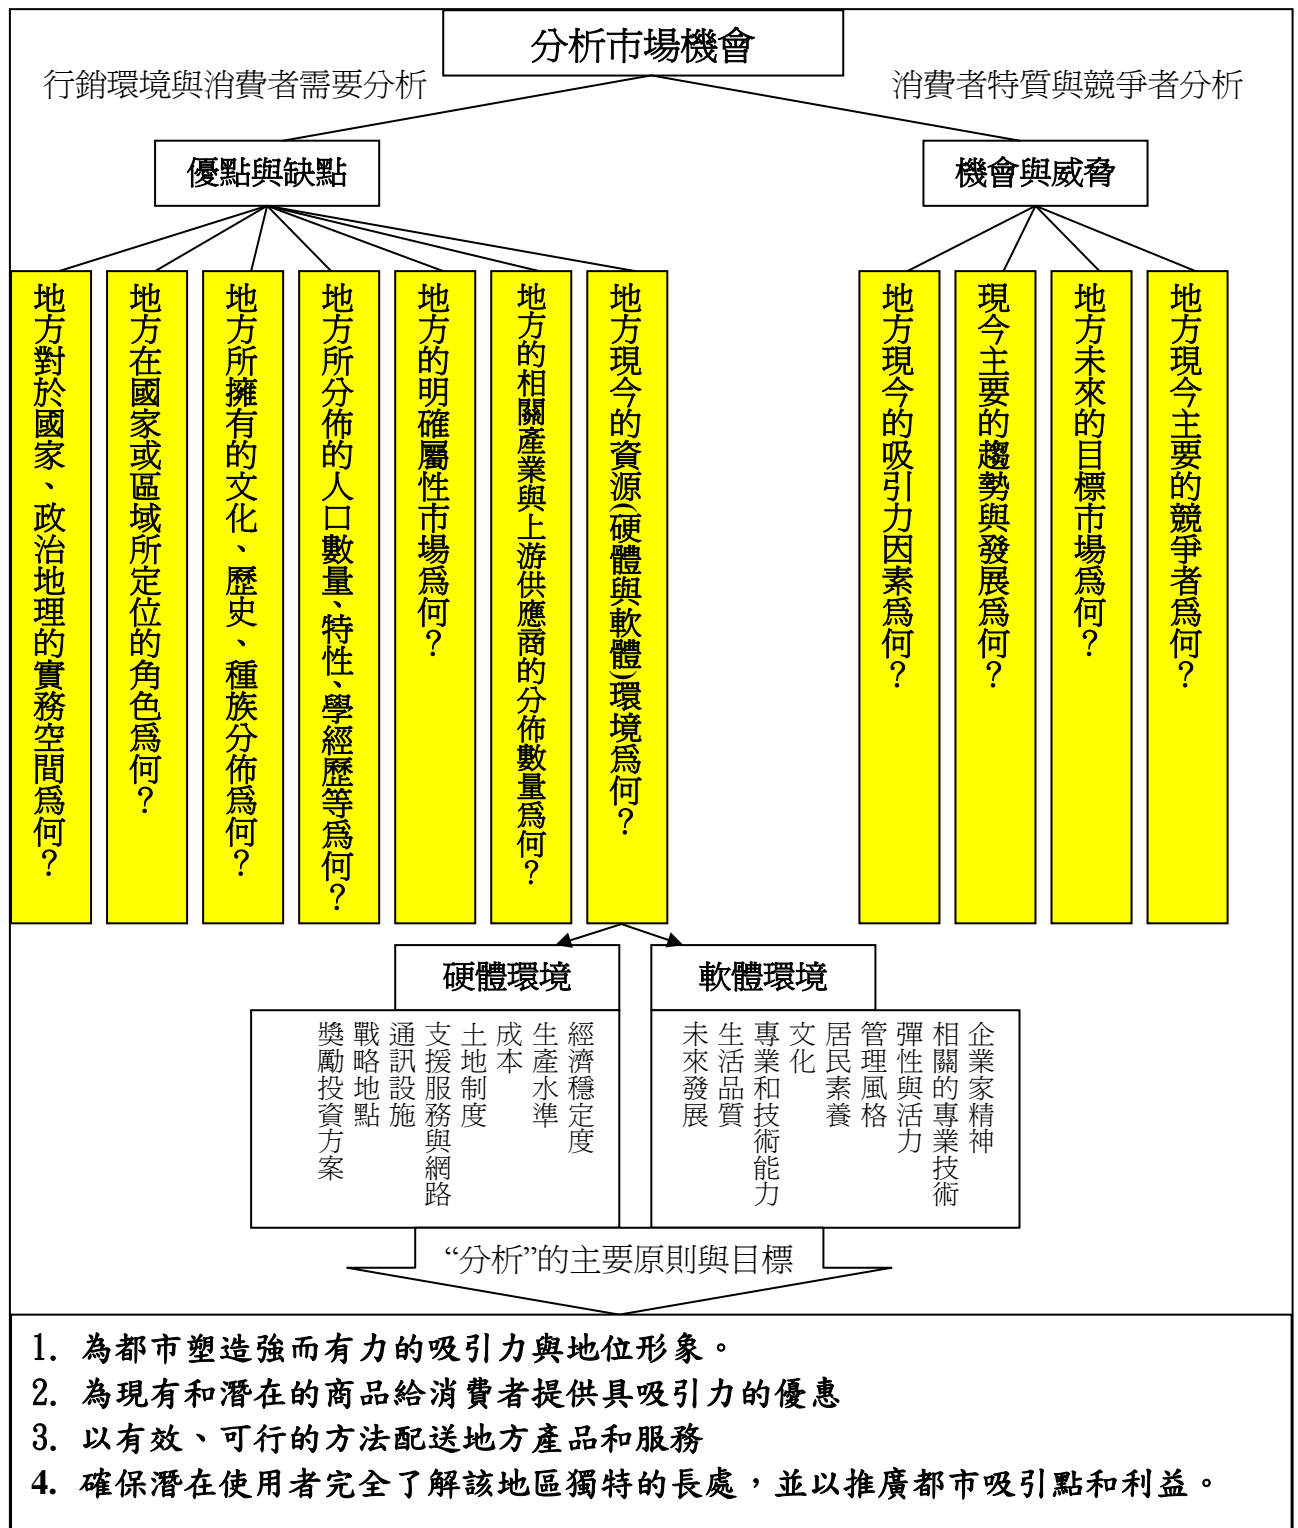 分析市場機會
行銷環境與消費者需要分析
消費者特質與競爭者分析
優點與缺點
機會與威脅
地方對於國家、政治地理的實務空間為何？
地方在國家或區域所定位的角色為何？
地方所擁有的文化、歷史、種族分佈為何？
地方所分佈的人口數量、特性、學經歷等為何？
地方的明確屬性市場為何？
地方的相關產業與上游供應商的分佈數量為何？
地方現今的資源(硬體與軟體)環境為何？
地方現今的吸引力因素為何？
現今主要的趨勢與發展為何？
地方未來的目標市場為何？
地方現今主要的競爭者為何？
硬體環境
軟體環境
經濟穩定度
生產水準
成本
土地制度
支援服務與網路
通訊設施
戰略地點
獎勵投資方案
企業家精神
相關的專業技術
彈性與活力
管理風格
居民素養
文化
專業和技術能力
生活品質
未來發展
“分析”的主要原則與目標
1. 為都市塑造強而有力的吸引力與地位形象。
2. 為現有和潛在的商品給消費者提供具吸引力的優惠
3. 以有效、可行的方法配送地方產品和服務
4. 確保潛在使用者完全了解該地區獨特的長處，並以推廣都市吸引點和利益。